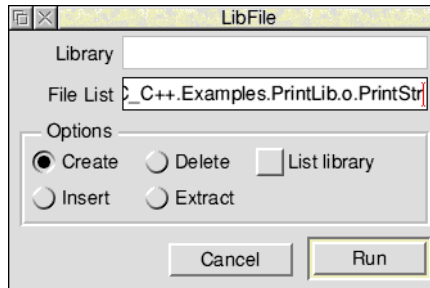 LibFile
Library
File List C_C++.Examples.PrintLib.o.PrintStr
Options
Create Delete List library
Insert Extract
Cancel Run